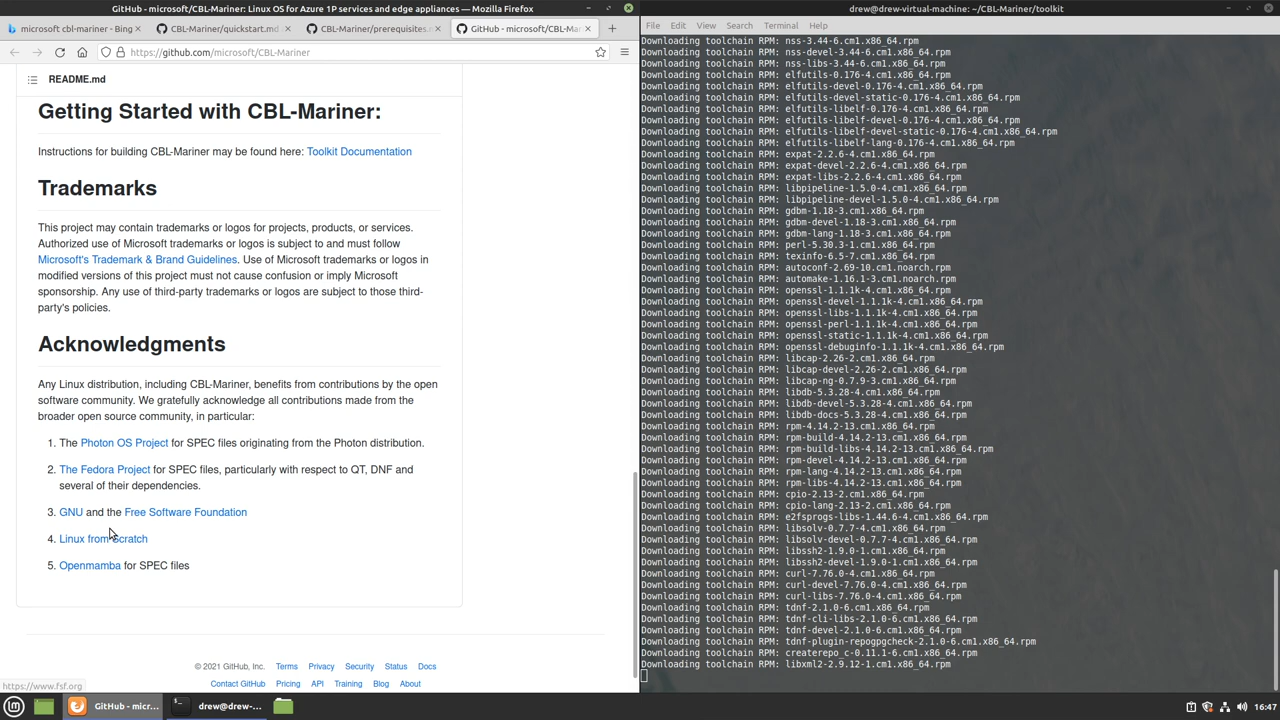 GitHub - microsoft/CBL-Mariner: Linux OS for Azure 1P services and edge appliances — Mozilla Firefox
microsoft cbl-mariner - Bing
CBL-Mariner/quickstart.md
CBL-Mariner/prerequisites.
GitHub - microsoft/CBL-Ma
https://github.com/microsoft/CBL-Mariner
README.md
Getting Started with CBL-Mariner:
Instructions for building CBL-Mariner may be found here: Toolkit Documentation
Trademarks
This project may contain trademarks or logos for projects, products, or services.
Authorized use of Microsoft trademarks or logos is subject to and must follow
Microsoft's Trademark & Brand Guidelines. Use of Microsoft trademarks or logos in
modified versions of this project must not cause confusion or imply Microsoft
sponsorship. Any use of third-party trademarks or logos are subject to those third-
party's policies.
Acknowledgments
Any Linux distribution, including CBL-Mariner, benefits from contributions by the open
software community. We gratefully acknowledge all contributions made from the
broader open source community, in particular:
1. The Photon OS Project for SPEC files originating from the Photon distribution.
2. The Fedora Project for SPEC files, particularly with respect to QT, DNF and
several of their dependencies.
3. GNU and the Free Software Foundation
4. Linux from Scratch
5. Openmamba for SPEC files
© 2021 GitHub, Inc. Terms Privacy Security Status Docs
Contact GitHub Pricing API Training Blog About
https://www.fsf.org
drew@drew-virtual-machine: ~/CBL-Mariner/toolkit
File Edit View Search Terminal Help
Downloading toolchain RPM: nss-3.44-6.cm1.x86_64.rpm
Downloading toolchain RPM: nss-devel-3.44-6.cm1.x86_64.rpm
Downloading toolchain RPM: nss-libs-3.44-6.cm1.x86_64.rpm
Downloading toolchain RPM: elfutils-0.176-4.cm1.x86_64.rpm
Downloading toolchain RPM: elfutils-devel-0.176-4.cm1.x86_64.rpm
Downloading toolchain RPM: elfutils-devel-static-0.176-4.cm1.x86_64.rpm
Downloading toolchain RPM: elfutils-libelf-0.176-4.cm1.x86_64.rpm
Downloading toolchain RPM: elfutils-libelf-devel-0.176-4.cm1.x86_64.rpm
Downloading toolchain RPM: elfutils-libelf-devel-static-0.176-4.cm1.x86_64.rpm
Downloading toolchain RPM: elfutils-libelf-lang-0.176-4.cm1.x86_64.rpm
Downloading toolchain RPM: expat-2.2.6-4.cm1.x86_64.rpm
Downloading toolchain RPM: expat-devel-2.2.6-4.cm1.x86_64.rpm
Downloading toolchain RPM: expat-libs-2.2.6-4.cm1.x86_64.rpm
Downloading toolchain RPM: libpipeline-1.5.0-4.cm1.x86_64.rpm
Downloading toolchain RPM: libpipeline-devel-1.5.0-4.cm1.x86_64.rpm
Downloading toolchain RPM: gdbm-1.18-3.cm1.x86_64.rpm
Downloading toolchain RPM: gdbm-devel-1.18-3.cm1.x86_64.rpm
Downloading toolchain RPM: gdbm-lang-1.18-3.cm1.x86_64.rpm
Downloading toolchain RPM: perl-5.30.3-1.cm1.x86_64.rpm
Downloading toolchain RPM: texinfo-6.5-7.cm1.x86_64.rpm
Downloading toolchain RPM: autoconf-2.69-10.cm1.noarch.rpm
Downloading toolchain RPM: automake-1.16.1-3.cm1.noarch.rpm
Downloading toolchain RPM: openssl-1.1.1k-4.cm1.x86_64.rpm
Downloading toolchain RPM: openssl-devel-1.1.1k-4.cm1.x86_64.rpm
Downloading toolchain RPM: openssl-libs-1.1.1k-4.cm1.x86_64.rpm
Downloading toolchain RPM: openssl-perl-1.1.1k-4.cm1.x86_64.rpm
Downloading toolchain RPM: openssl-static-1.1.1k-4.cm1.x86_64.rpm
Downloading toolchain RPM: openssl-debuginfo-1.1.1k-4.cm1.x86_64.rpm
Downloading toolchain RPM: libcap-2.26-2.cm1.x86_64.rpm
Downloading toolchain RPM: libcap-devel-2.26-2.cm1.x86_64.rpm
Downloading toolchain RPM: libcap-ng-0.7.9-3.cm1.x86_64.rpm
Downloading toolchain RPM: libdb-5.3.28-4.cm1.x86_64.rpm
Downloading toolchain RPM: libdb-devel-5.3.28-4.cm1.x86_64.rpm
Downloading toolchain RPM: libdb-docs-5.3.28-4.cm1.x86_64.rpm
Downloading toolchain RPM: rpm-4.14.2-13.cm1.x86_64.rpm
Downloading toolchain RPM: rpm-build-4.14.2-13.cm1.x86_64.rpm
Downloading toolchain RPM: rpm-build-libs-4.14.2-13.cm1.x86_64.rpm
Downloading toolchain RPM: rpm-devel-4.14.2-13.cm1.x86_64.rpm
Downloading toolchain RPM: rpm-lang-4.14.2-13.cm1.x86_64.rpm
Downloading toolchain RPM: rpm-libs-4.14.2-13.cm1.x86_64.rpm
Downloading toolchain RPM: cpio-2.13-2.cm1.x86_64.rpm
Downloading toolchain RPM: cpio-lang-2.13-2.cm1.x86_64.rpm
Downloading toolchain RPM: e2fsprogs-libs-1.44.6-4.cm1.x86_64.rpm
Downloading toolchain RPM: libsolv-0.7.7-4.cm1.x86_64.rpm
Downloading toolchain RPM: libsolv-devel-0.7.7-4.cm1.x86_64.rpm
Downloading toolchain RPM: libssh2-1.9.0-1.cm1.x86_64.rpm
Downloading toolchain RPM: libssh2-devel-1.9.0-1.cm1.x86_64.rpm
Downloading toolchain RPM: curl-7.76.0-4.cm1.x86_64.rpm
Downloading toolchain RPM: curl-devel-7.76.0-4.cm1.x86_64.rpm
Downloading toolchain RPM: curl-libs-7.76.0-4.cm1.x86_64.rpm
Downloading toolchain RPM: tdnf-2.1.0-6.cm1.x86_64.rpm
Downloading toolchain RPM: tdnf-cli-libs-2.1.0-6.cm1.x86_64.rpm
Downloading toolchain RPM: tdnf-devel-2.1.0-6.cm1.x86_64.rpm
Downloading toolchain RPM: tdnf-plugin-repogpgcheck-2.1.0-6.cm1.x86_64.rpm
Downloading toolchain RPM: createrepo_c-0.11.1-6.cm1.x86_64.rpm
Downloading toolchain RPM: libxml2-2.9.12-1.cm1.x86_64.rpm
GitHub - micr...
drew@drew-...
16:47